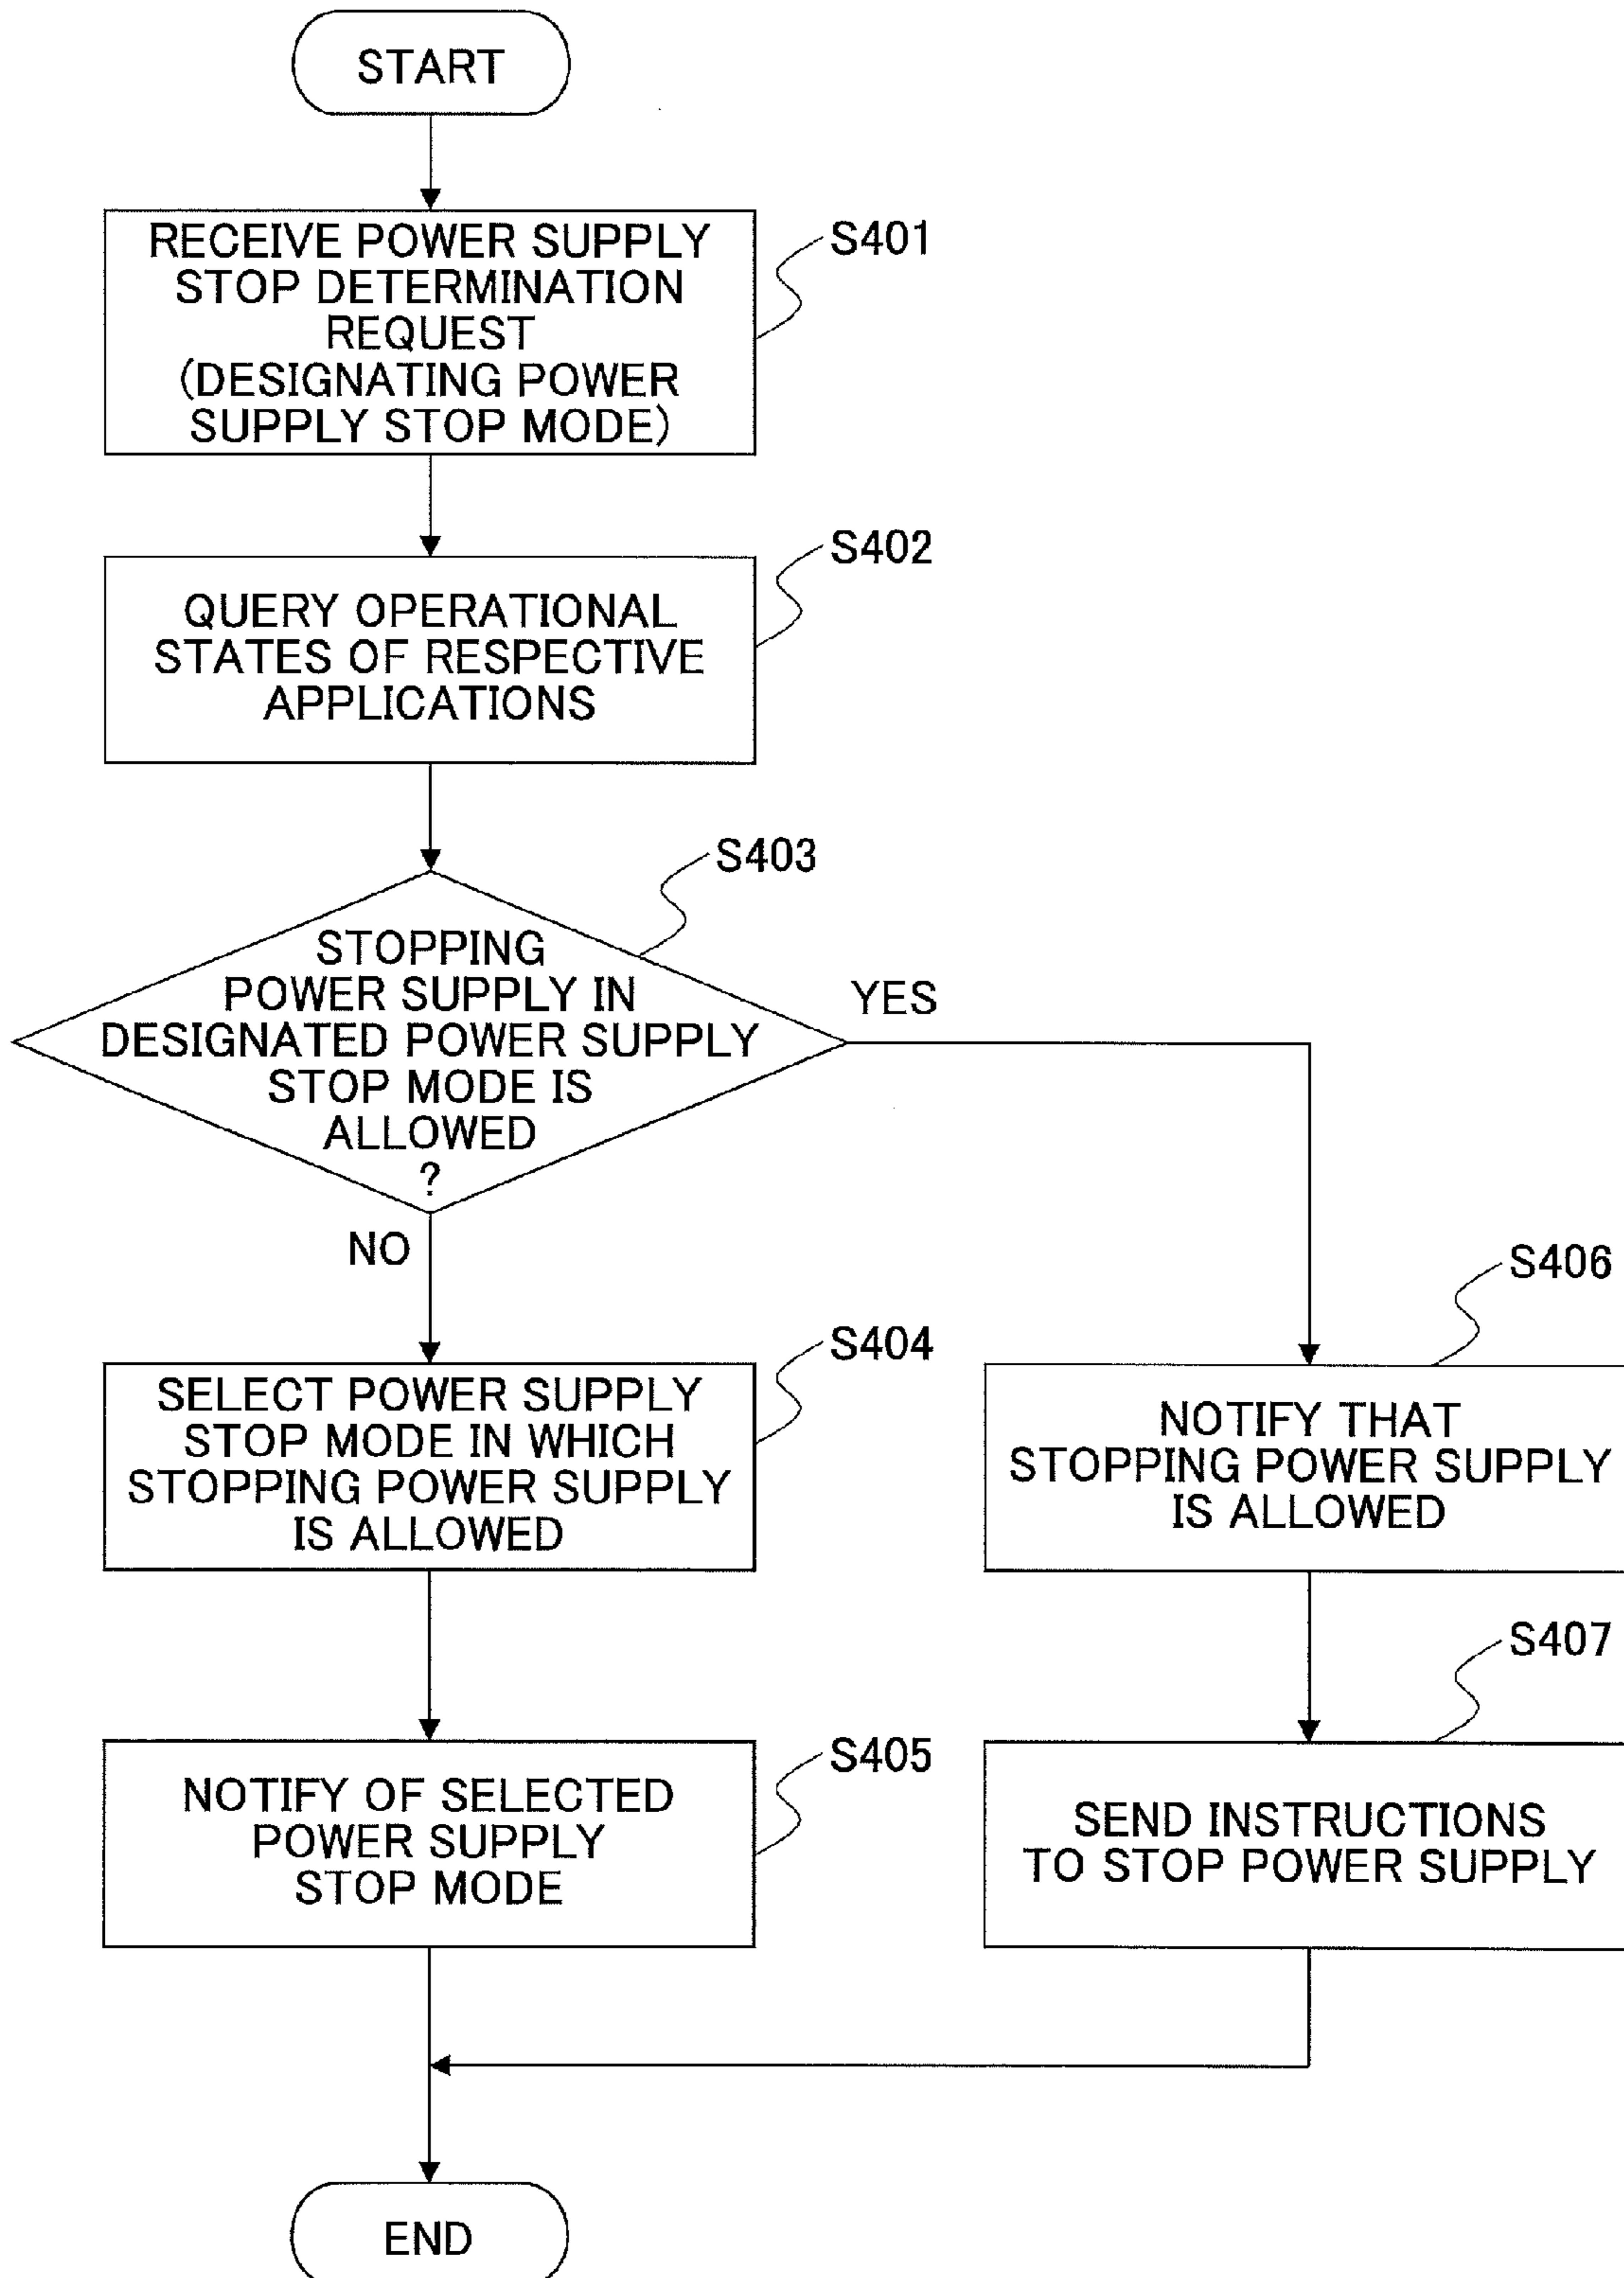 START
RECEIVE POWER SUPPLY
STOP DETERMINATION
REQUEST
(DESIGNATING POWER
SUPPLY STOP MODE)
S401
QUERY OPERATIONAL
STATES OF RESPECTIVE
APPLICATIONS
S402
STOPPING
POWER SUPPLY IN
DESIGNATED POWER SUPPLY
STOP MODE IS
ALLOWED
?
S403
YES
NO
SELECT POWER SUPPLY
STOP MODE IN WHICH
STOPPING POWER SUPPLY
IS ALLOWED
S404
NOTIFY OF SELECTED
POWER SUPPLY
STOP MODE
S405
NOTIFY THAT
STOPPING POWER SUPPLY
IS ALLOWED
S406
SEND INSTRUCTIONS
TO STOP POWER SUPPLY
S407
END